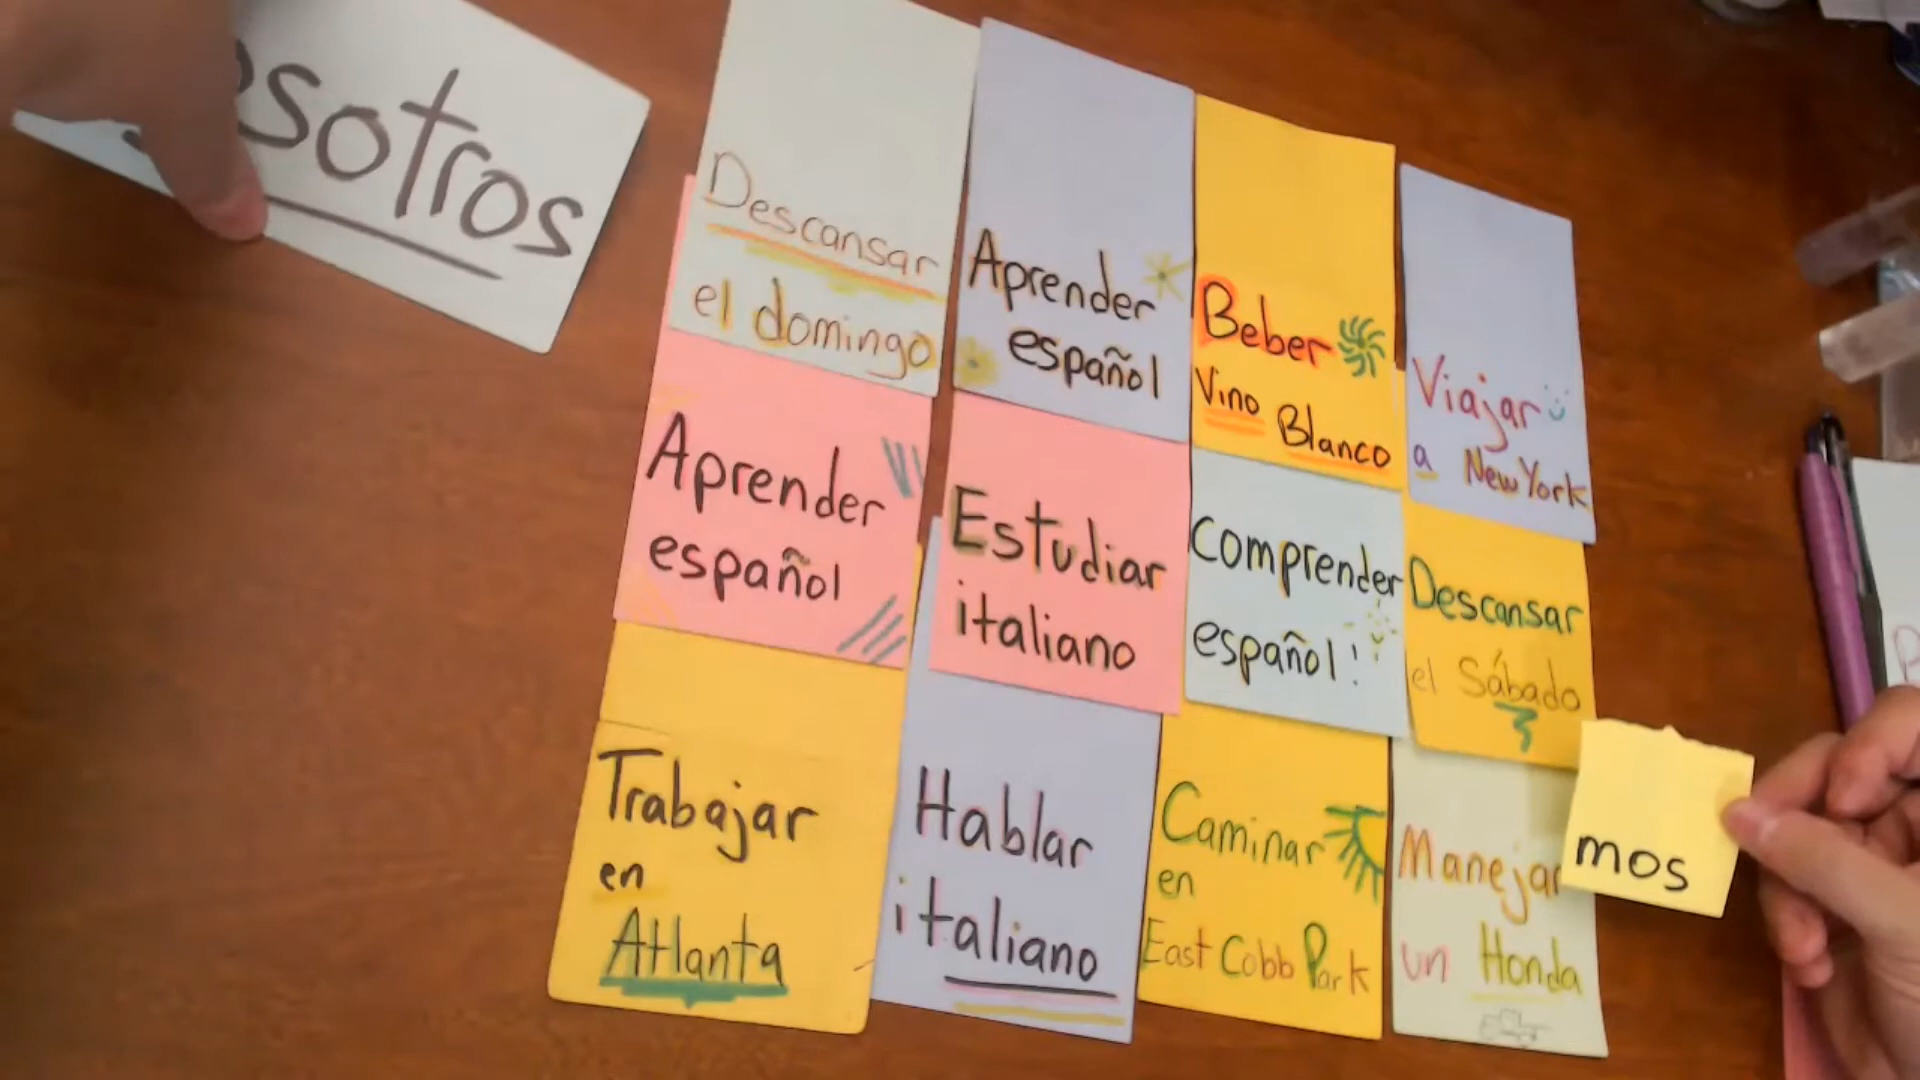 osotros
Descansar
el domingo
Aprender
español
Beber
Vino Blanco
Viajar
a New York
Aprender
español
Estudiar
italiano
Comprender
español!
Descansar
el Sábado
Trabajar
en
Atlanta
Hablar
italiano
Caminar
en
East Cobb Park
Manejar
un Honda
mos